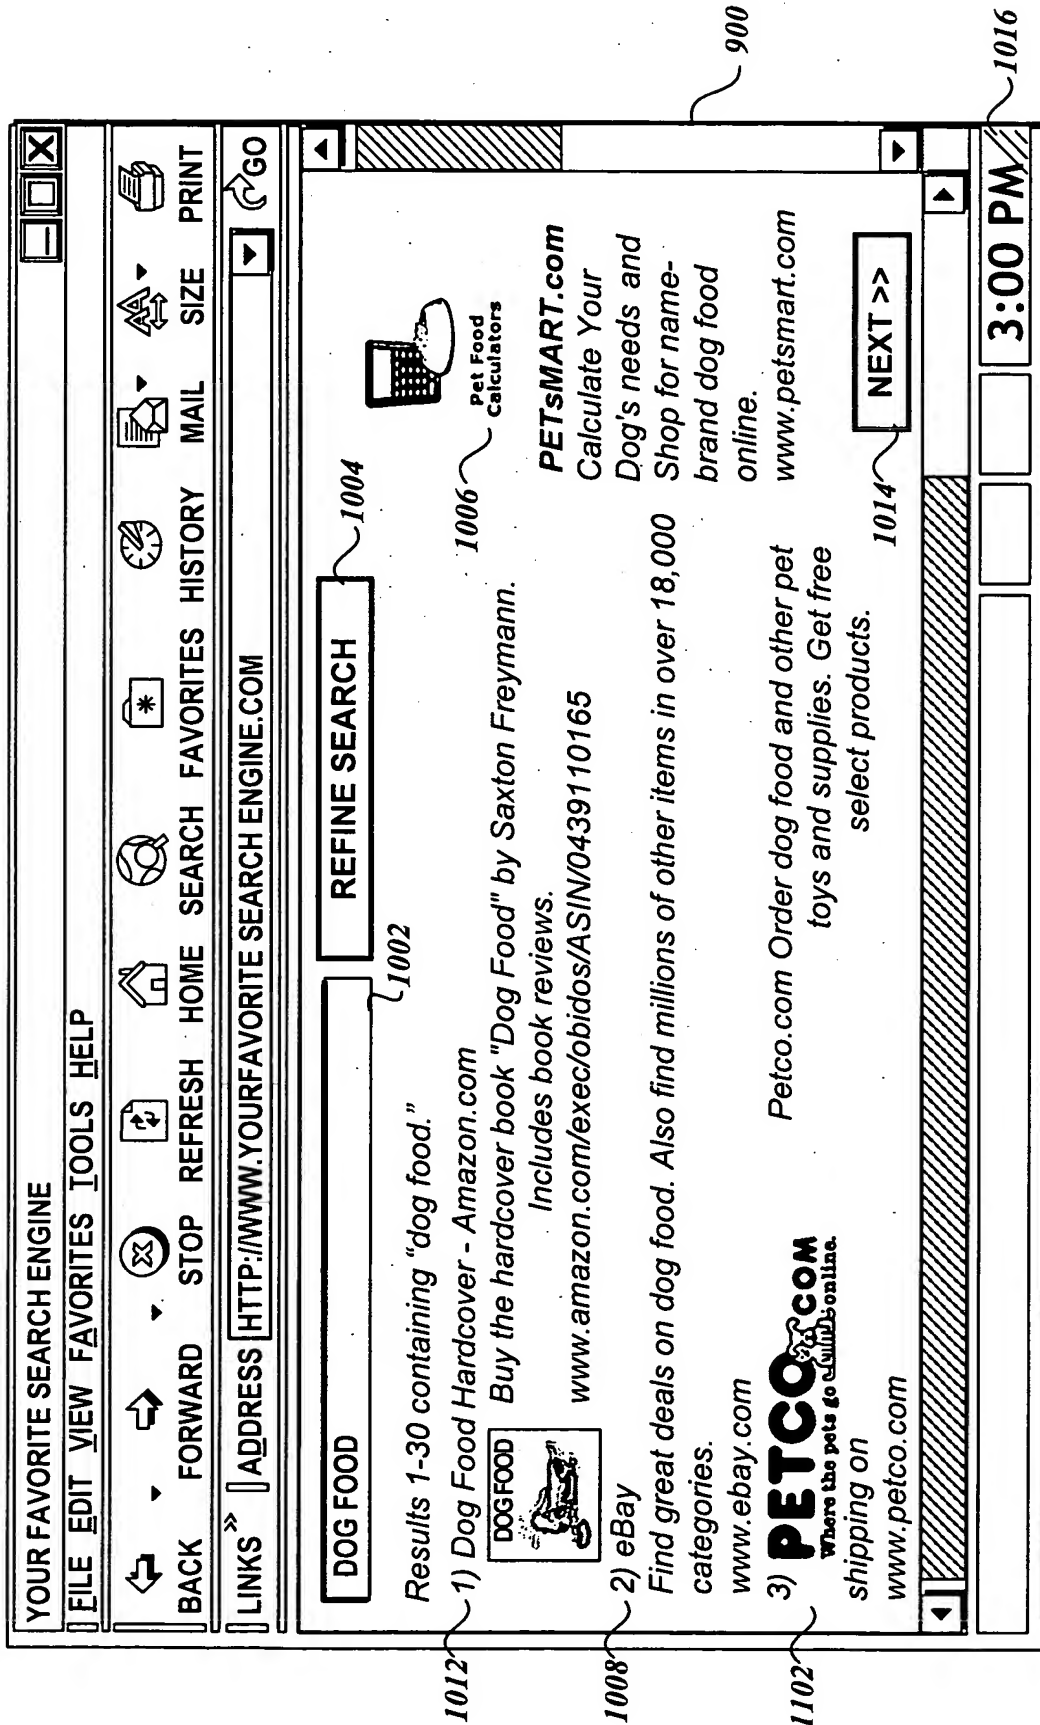 YOUR FAVORITE SEARCH ENGINE
FILE EDIT VIEW FAVORITES TOOLS HELP
BACK FORWARD STOP REFRESH HOME SEARCH FAVORITES HISTORY MAIL SIZE PRINT
LINKS » ADDRESS HTTP://WWW.YOURFAVORITE SEARCH ENGINE.COM GO
DOG FOOD
REFINE SEARCH
1002
1004
Results 1-30 containing "dog food."
1012
1) Dog Food Hardcover - Amazon.com
DOG FOOD
Buy the hardcover book "Dog Food" by Saxton Freymann.
Includes book reviews.
www.amazon.com/exec/obidos/ASIN/0439110165
1008
2) eBay
Find great deals on dog food. Also find millions of other items in over 18,000
categories.
www.ebay.com
1102
3) PETCO.COM
Where the pets go online.
Petco.com Order dog food and other pet
toys and supplies. Get free
select products.
shipping on
www.petco.com
1006
Pet Food
Calculators
PETsMART.com
Calculate Your
Dog's needs and
Shop for name-
brand dog food
online.
www.petsmart.com
1014
NEXT >>
900
3:00 PM
1016